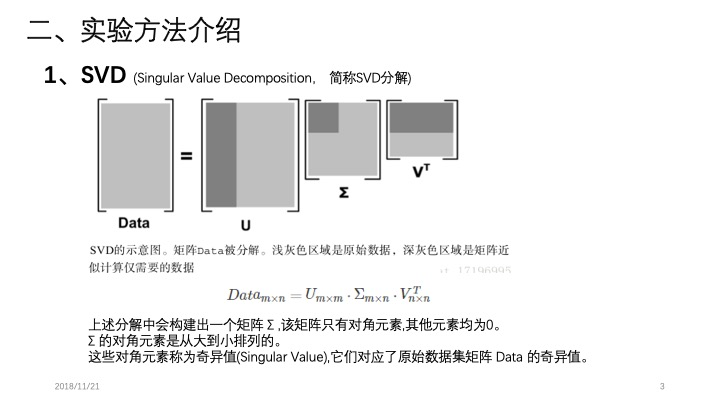 二、实验方法介绍
1、SVD (Singular Value Decomposition, 简称SVD分解)
=
Data
U
Σ
Vᵀ
SVD的示意图。矩阵Data被分解。浅灰色区域是原始数据，深灰色区域是矩阵近
似计算仅需要的数据
Data_{m×n} = U_{m×m} · Σ_{m×n} · V^T_{n×n}
上述分解中会构建出一个矩阵 Σ ,该矩阵只有对角元素,其他元素均为0。
Σ 的对角元素是从大到小排列的。
这些对角元素称为奇异值(Singular Value),它们对应了原始数据集矩阵 Data 的奇异值。
2018/11/21
3